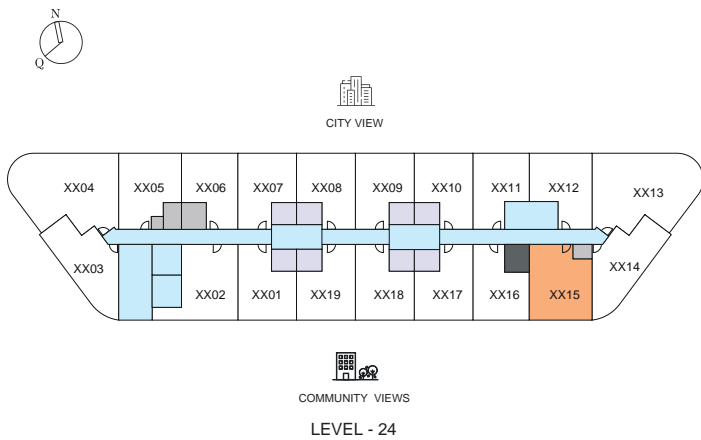 N
Q
CITY VIEW
XX04
XX05
XX06
XX07
XX08
XX09
XX10
XX11
XX12
XX13
XX03
XX02
XX01
XX19
XX18
XX17
XX16
XX15
XX14
COMMUNITY VIEWS
LEVEL - 24